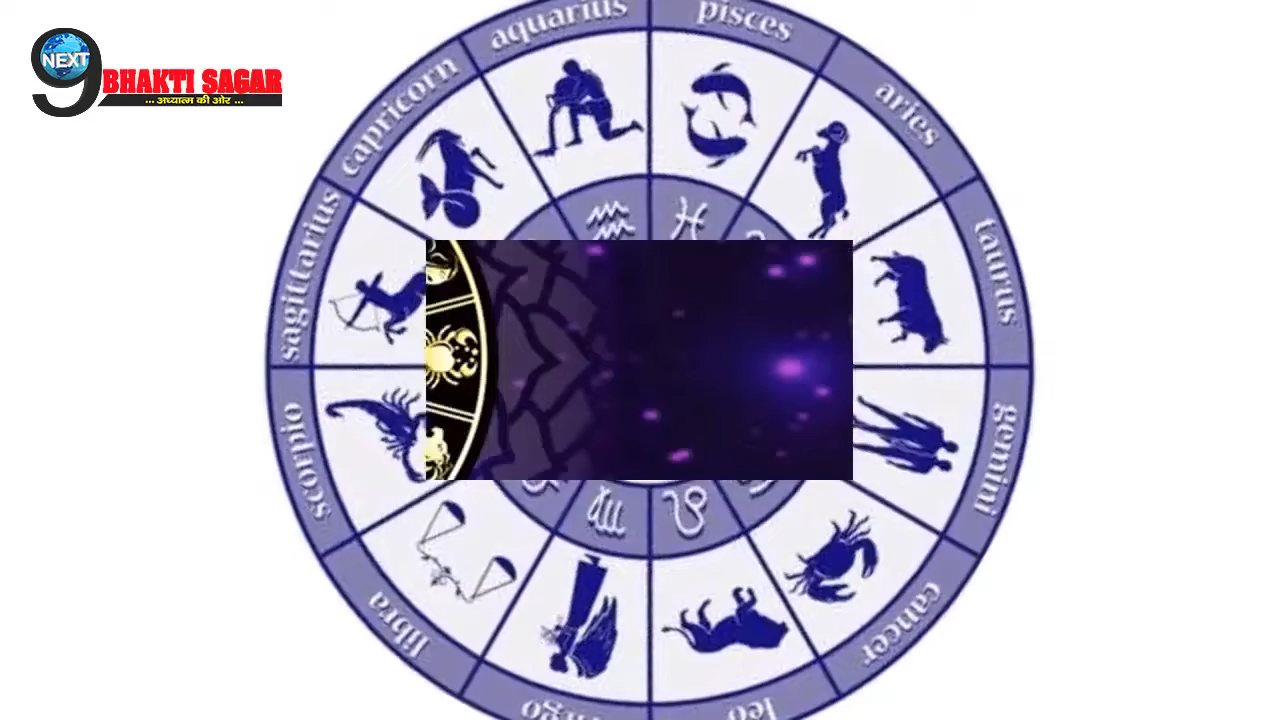 9
NEXT
BHAKTI SAGAR
... अध्यात्म की ओर ...
aquarius
pisces
aries
taurus
gemini
cancer
leo
libra
scorpio
sagittarius
capricorn